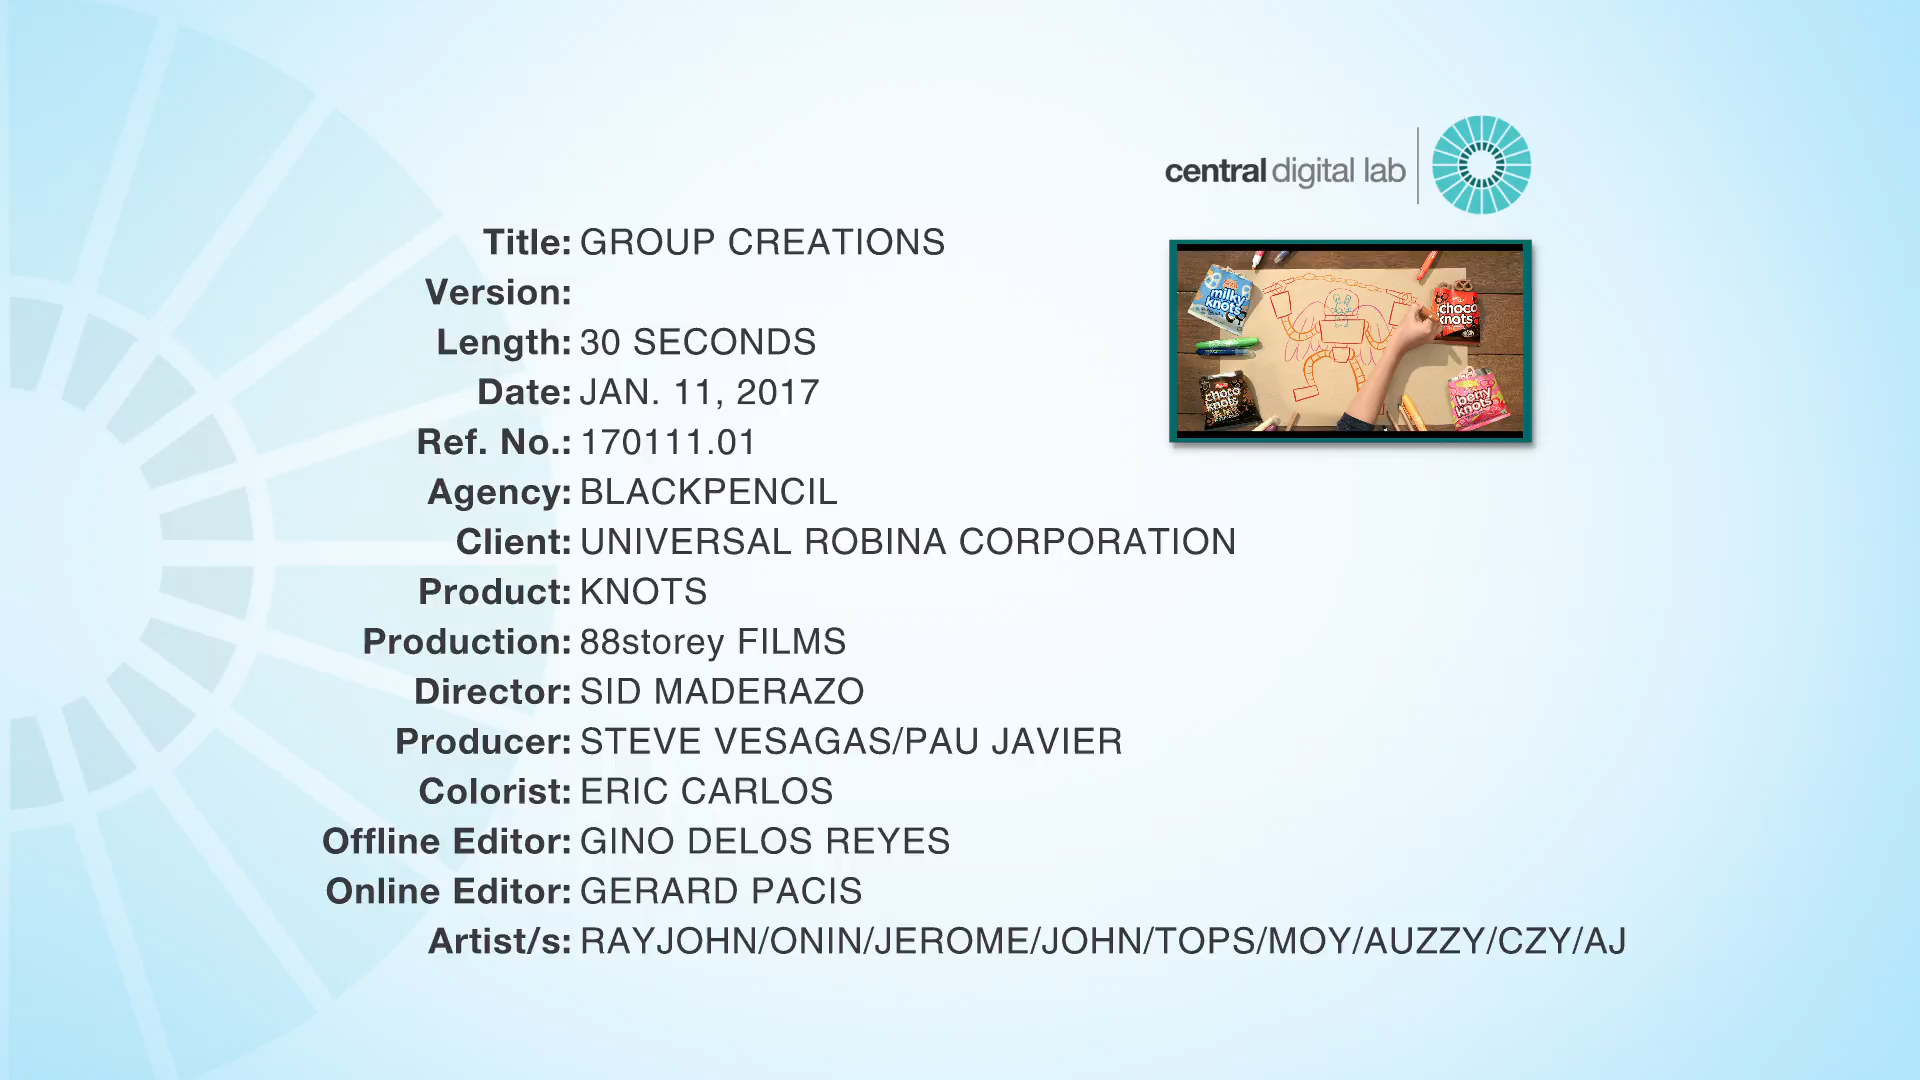 central digital lab
Title: GROUP CREATIONS
Version:
Length: 30 SECONDS
Date: JAN. 11, 2017
Ref. No.: 170111.01
Agency: BLACKPENCIL
Client: UNIVERSAL ROBINA CORPORATION
Product: KNOTS
Production: 88storey FILMS
Director: SID MADERAZO
Producer: STEVE VESAGAS/PAU JAVIER
Colorist: ERIC CARLOS
Offline Editor: GINO DELOS REYES
Online Editor: GERARD PACIS
Artist/s: RAYJOHN/ONIN/JEROME/JOHN/TOPS/MOY/AUZZY/CZY/AJ
milky
knots
choco
knots
choco
knots
berry
knots